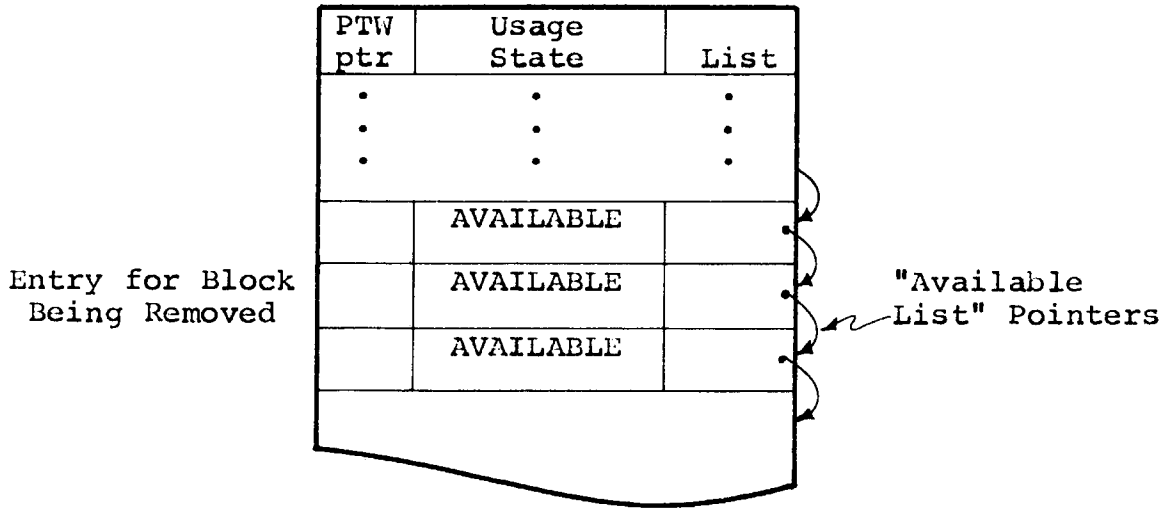 PTW ptr
Usage State
List
AVAILABLE
Entry for Block
Being Removed
AVAILABLE
"Available
List" Pointers
AVAILABLE